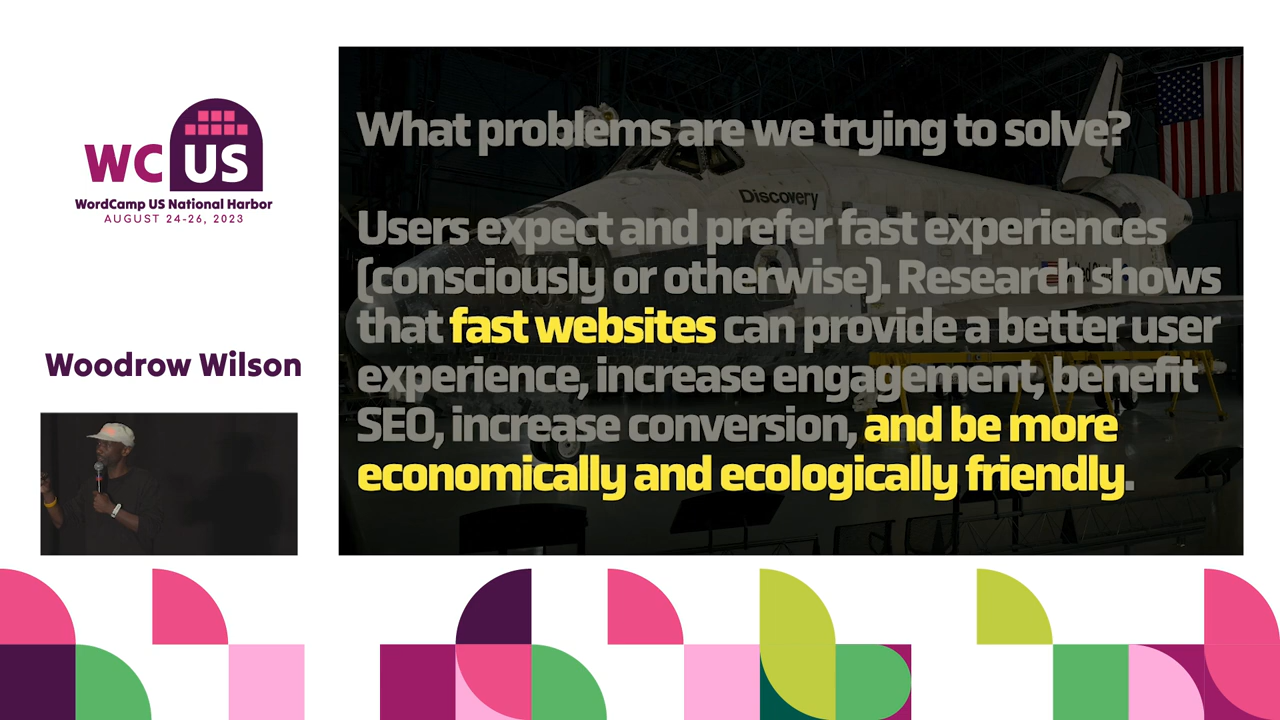 WC US
WordCamp US National Harbor
AUGUST 24-26, 2023
Woodrow Wilson
What problems are we trying to solve?
Discovery
Users expect and prefer fast experiences
(consciously or otherwise). Research shows
that fast websites can provide a better user
experience, increase engagement, benefit
SEO, increase conversion, and be more
economically and ecologically friendly.